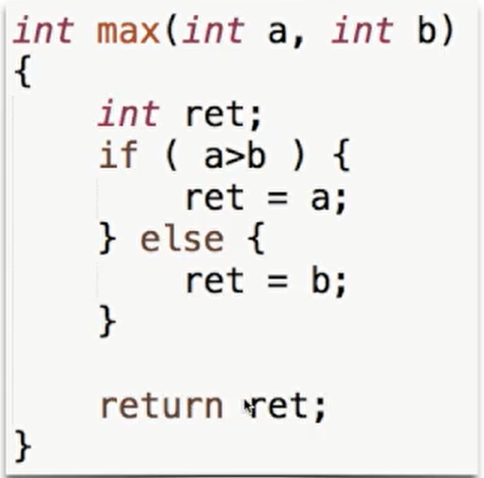 int max(int a, int b)
{
    int ret;
    if ( a>b ) {
        ret = a;
    } else {
        ret = b;
    }

    return ret;
}